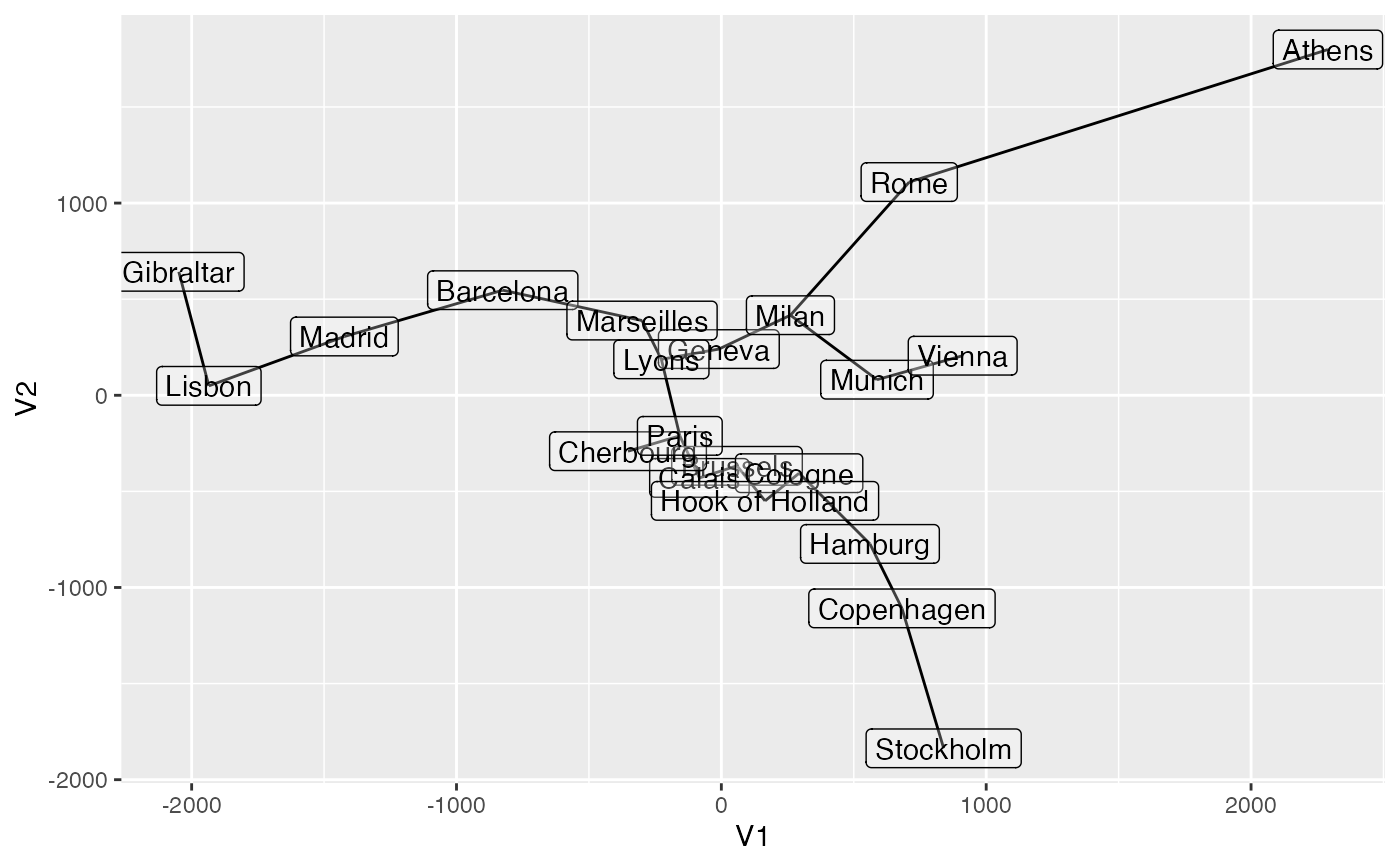 Athens
Rome
Gibraltar
Barcelona
Marseilles
Milan
Madrid
Geneva
Lyons
Vienna
Munich
Lisbon
Paris
Cherbourg
Brussels
Cologne
Calais
Hook of Holland
Hamburg
Copenhagen
Stockholm
1000
0
-1000
-2000
V2
-2000
-1000
0
1000
2000
V1